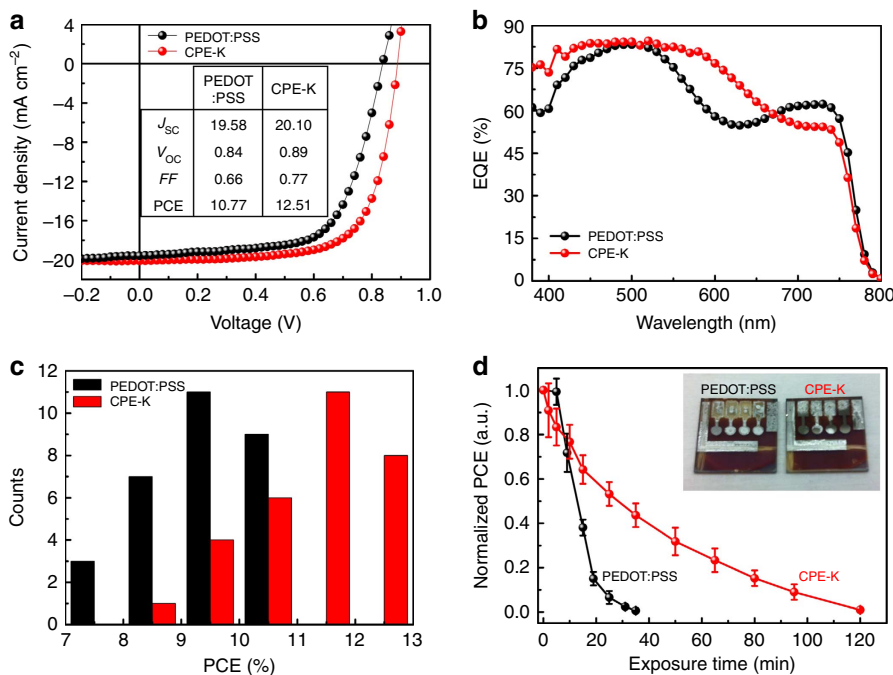 a
PEDOT:PSS
CPE-K
PEDOT :PSS CPE-K
JSC 19.58 20.10
VOC 0.84 0.89
FF 0.66 0.77
PCE 10.77 12.51
4
0
−4
−8
−12
−16
−20
−0.2 0.0 0.2 0.4 0.6 0.8 1.0
Current density (mA cm−2)
Voltage (V)
b
90
75
60
45
30
15
0
PEDOT:PSS
CPE-K
400 500 600 700 800
EQE (%)
Wavelength (nm)
c
PEDOT:PSS
CPE-K
12
10
8
6
4
2
0
7 8 9 10 11 12 13
Counts
PCE (%)
d
PEDOT:PSS CPE-K
1.0
0.8
0.6
0.4
0.2
0.0
PEDOT:PSS
CPE-K
0 20 40 60 80 100 120
Normalized PCE (a.u.)
Exposure time (min)